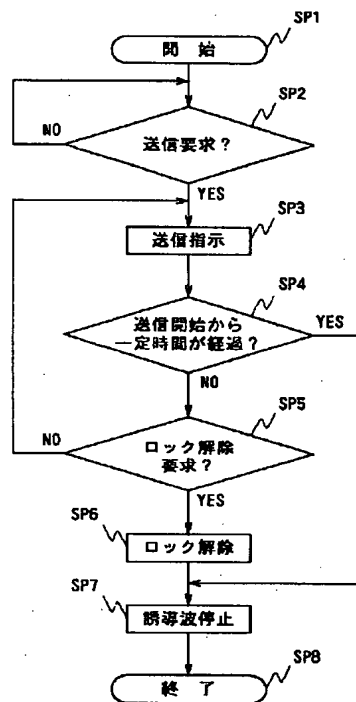 SP1
開始
SP2
送信要求？
NO
YES
SP3
送信指示
SP4
送信開始から
一定時間が経過？
YES
NO
SP5
ロック解除
要求？
NO
YES
SP6
ロック解除
SP7
誘導波停止
SP8
終了